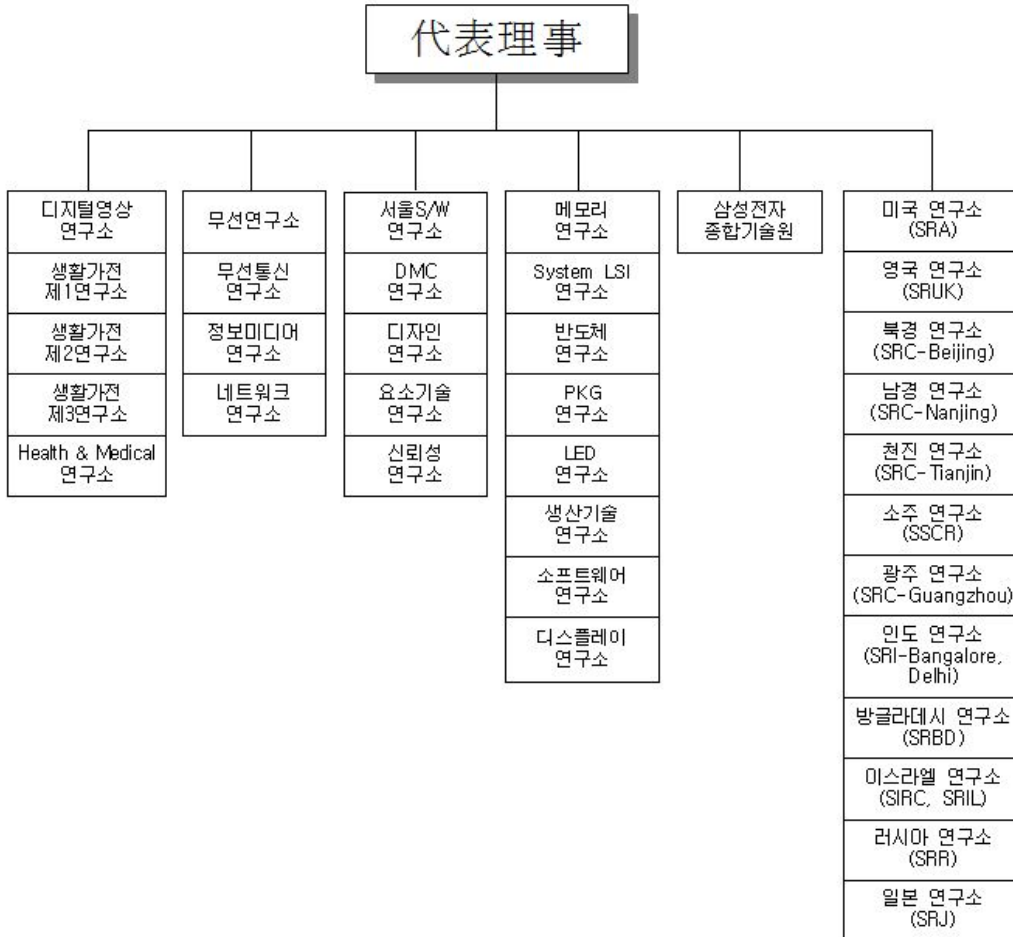 代表理事
디지털영상
연구소
생활가전
제1연구소
생활가전
제2연구소
생활가전
제3연구소
Health & Medical
연구소
무선연구소
무선통신
연구소
정보미디어
연구소
네트워크
연구소
서울S/W
연구소
DMC
연구소
디자인
연구소
요소기술
연구소
신뢰성
연구소
메모리
연구소
System LSI
연구소
반도체
연구소
PKG
연구소
LED
연구소
생산기술
연구소
소프트웨어
연구소
디스플레이
연구소
삼성전자
종합기술원
미국 연구소
(SRA)
영국 연구소
(SRUK)
북경 연구소
(SRC-Beijing)
남경 연구소
(SRC-Nanjing)
천진 연구소
(SRC-Tianjin)
소주 연구소
(SSCR)
광주 연구소
(SRC-Guangzhou)
인도 연구소
(SRI-Bangalore,
Delhi)
방글라데시 연구소
(SRBD)
이스라엘 연구소
(SIRC, SRIL)
러시아 연구소
(SRR)
일본 연구소
(SRJ)